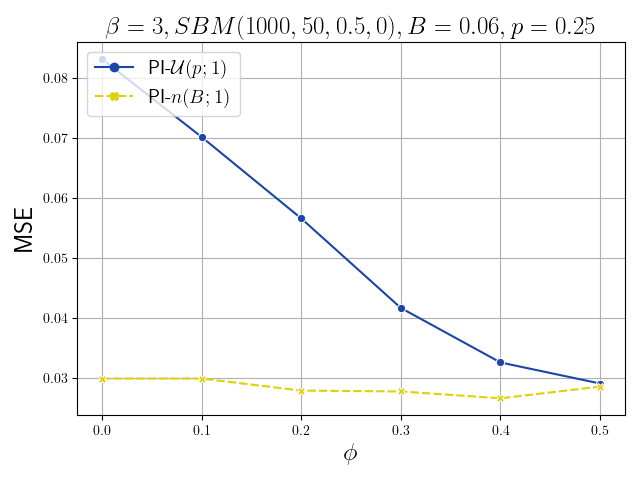 β = 3, SBM(1000, 50, 0.5, 0), B = 0.06, p = 0.25
PI-𝒰(p; 1)
PI-n(B; 1)
MSE
0.08
0.07
0.06
0.05
0.04
0.03
0.0 0.1 0.2 0.3 0.4 0.5
ϕ